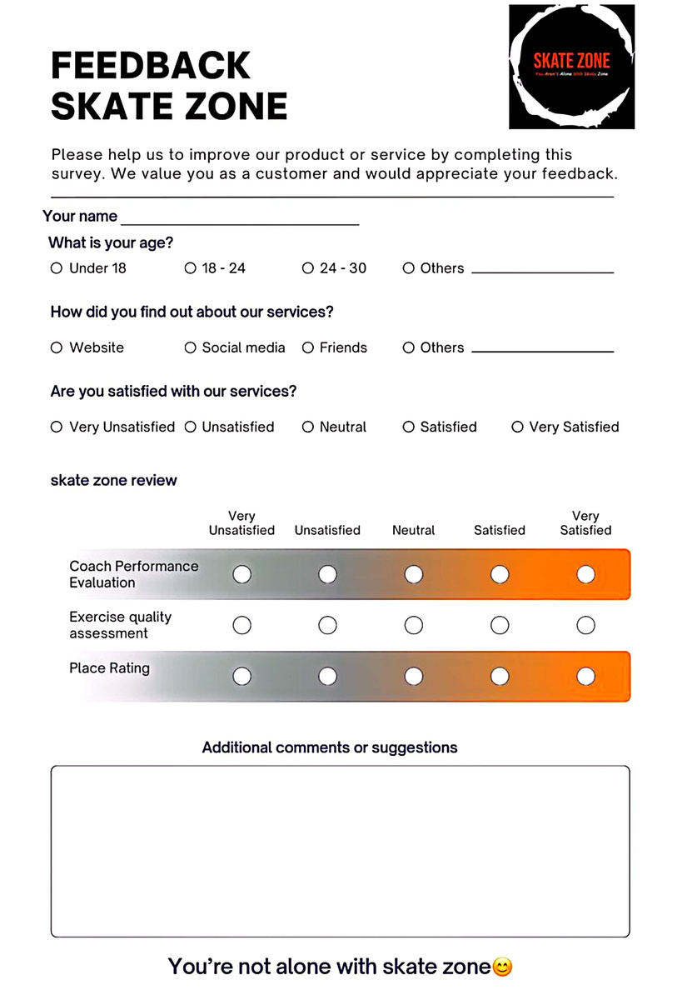 FEEDBACK
SKATE ZONE
SKATE ZONE
You Aren't Alone With Skate Zone
Please help us to improve our product or service by completing this
survey. We value you as a customer and would appreciate your feedback.
Your name
What is your age?
Under 18 18 - 24 24 - 30 Others
How did you find out about our services?
Website Social media Friends Others
Are you satisfied with our services?
Very Unsatisfied Unsatisfied Neutral Satisfied Very Satisfied
skate zone review
Very Unsatisfied Unsatisfied Neutral Satisfied Very Satisfied
Coach Performance
Evaluation
Exercise quality
assessment
Place Rating
Additional comments or suggestions
You're not alone with skate zone😊